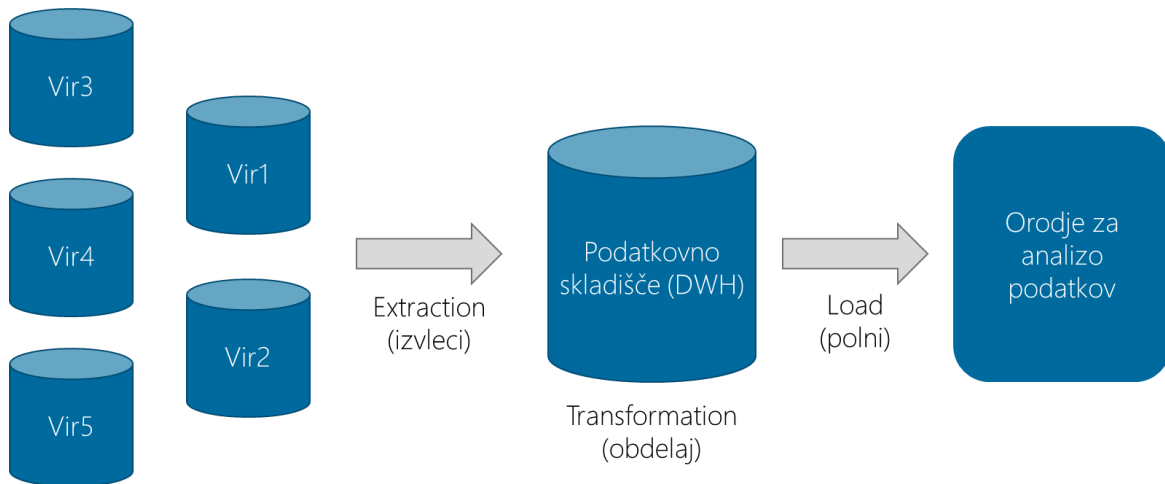 Vir3
Vir4
Vir5
Vir1
Vir2
Extraction
(izvleci)
Podatkovno
skladišče (DWH)
Transformation
(obdelaj)
Load
(polni)
Orodje za
analizo
podatkov